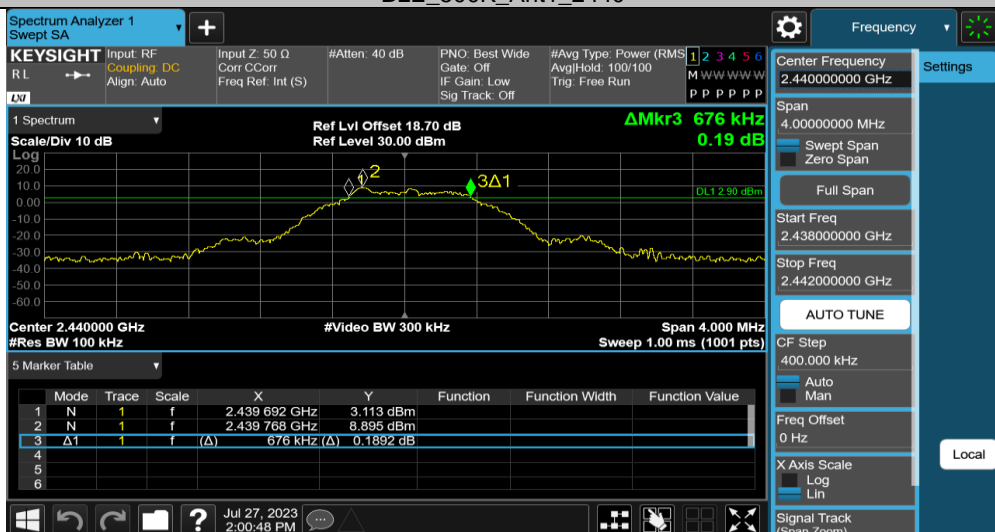 Spectrum Analyzer 1
Swept SA
+
Frequency
KEYSIGHT
RL
LXI
Input: RF
Coupling: DC
Align: Auto
Input Z: 50 Ω
Corr CCorr
Freq Ref: Int (S)
#Atten: 40 dB
PNO: Best Wide
Gate: Off
IF Gain: Low
Sig Track: Off
#Avg Type: Power (RMS
Avg|Hold: 100/100
Trig: Free Run
1 2 3 4 5 6
M W W W W W
P P P P P P
1 Spectrum
Scale/Div 10 dB
Ref Lvl Offset 18.70 dB
Ref Level 30.00 dBm
ΔMkr3 676 kHz
0.19 dB
Log
20.0
10.0
0.00
-10.0
-20.0
-30.0
-40.0
-50.0
-60.0
2
3Δ1
DL1 2.90 dBm
Center 2.440000 GHz
#Video BW 300 kHz
Span 4.000 MHz
#Res BW 100 kHz
Sweep 1.00 ms (1001 pts)
5 Marker Table
Mode Trace Scale X Y Function Function Width Function Value
1 N 1 f 2.439 692 GHz 3.113 dBm
2 N 1 f 2.439 768 GHz 8.895 dBm
3 Δ1 1 f (Δ) 676 kHz (Δ) 0.1892 dB
4
5
6
?
Jul 27, 2023
2:00:48 PM
Center Frequency
2.440000000 GHz
Settings
Span
4.00000000 MHz
Swept Span
Zero Span
Full Span
Start Freq
2.438000000 GHz
Stop Freq
2.442000000 GHz
AUTO TUNE
CF Step
400.000 kHz
Auto
Man
Freq Offset
0 Hz
X Axis Scale
Log
Lin
Local
Signal Track
(Span Zoom)